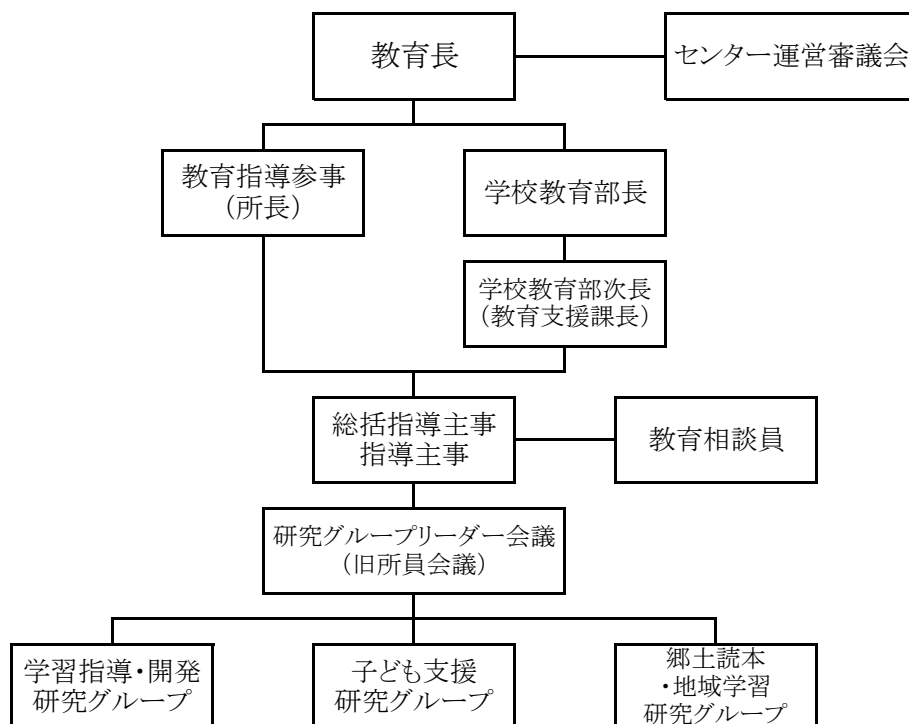 教育長
センター運営審議会
教育指導参事
（所長）
学校教育部長
学校教育部次長
（教育支援課長）
総括指導主事
指導主事
教育相談員
研究グループリーダー会議
（旧所員会議）
学習指導・開発
研究グループ
子ども支援
研究グループ
郷土読本
・地域学習
研究グループ